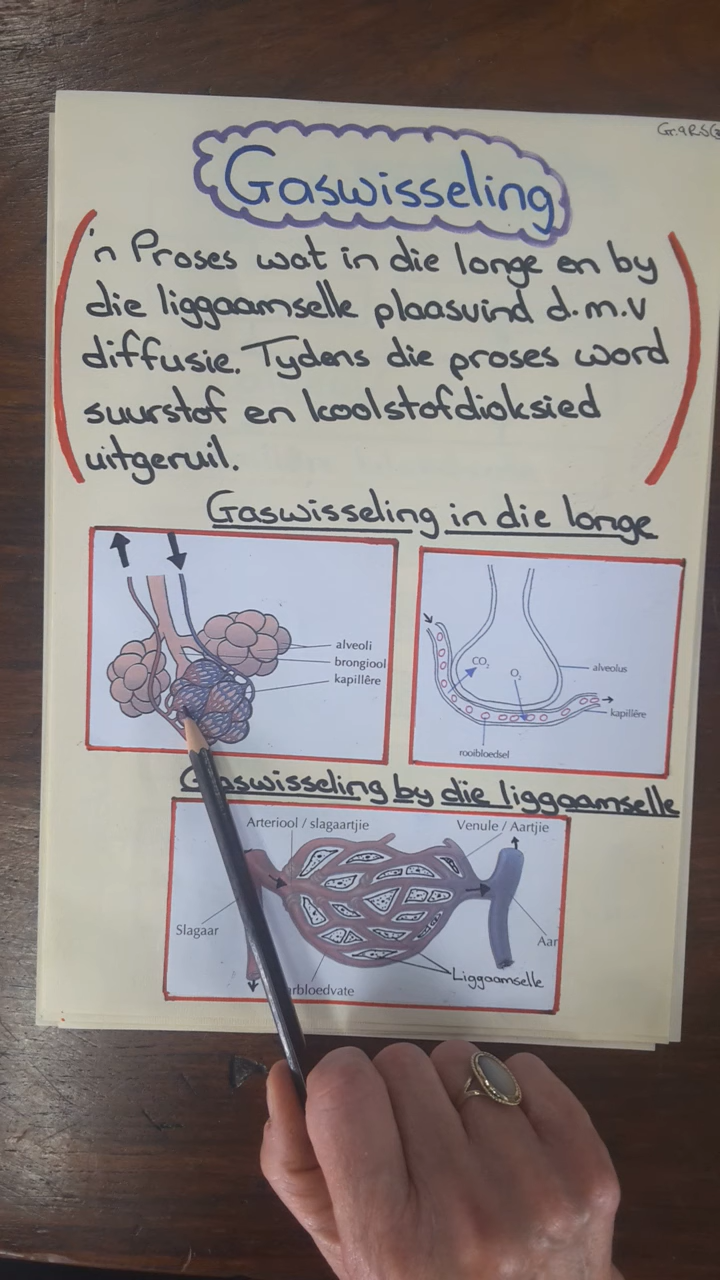 Gr.9 R.S
Gaswisseling
'n Proses wat in die longe en by
die liggaamselle plaasvind d.m.v
diffusie. Tydens die proses word
suurstof en koolstofdioksied
uitgeruil.
Gaswisseling in die longe
alveoli
brongiool
kapillêre
CO₂
O₂
alveolus
kapillêre
rooibloedsel
Gaswisseling by die liggaamselle
Arteriool / slagaartjie
Venule / Aartjie
Slagaar
Aar
Liggaamselle
arbloedvate